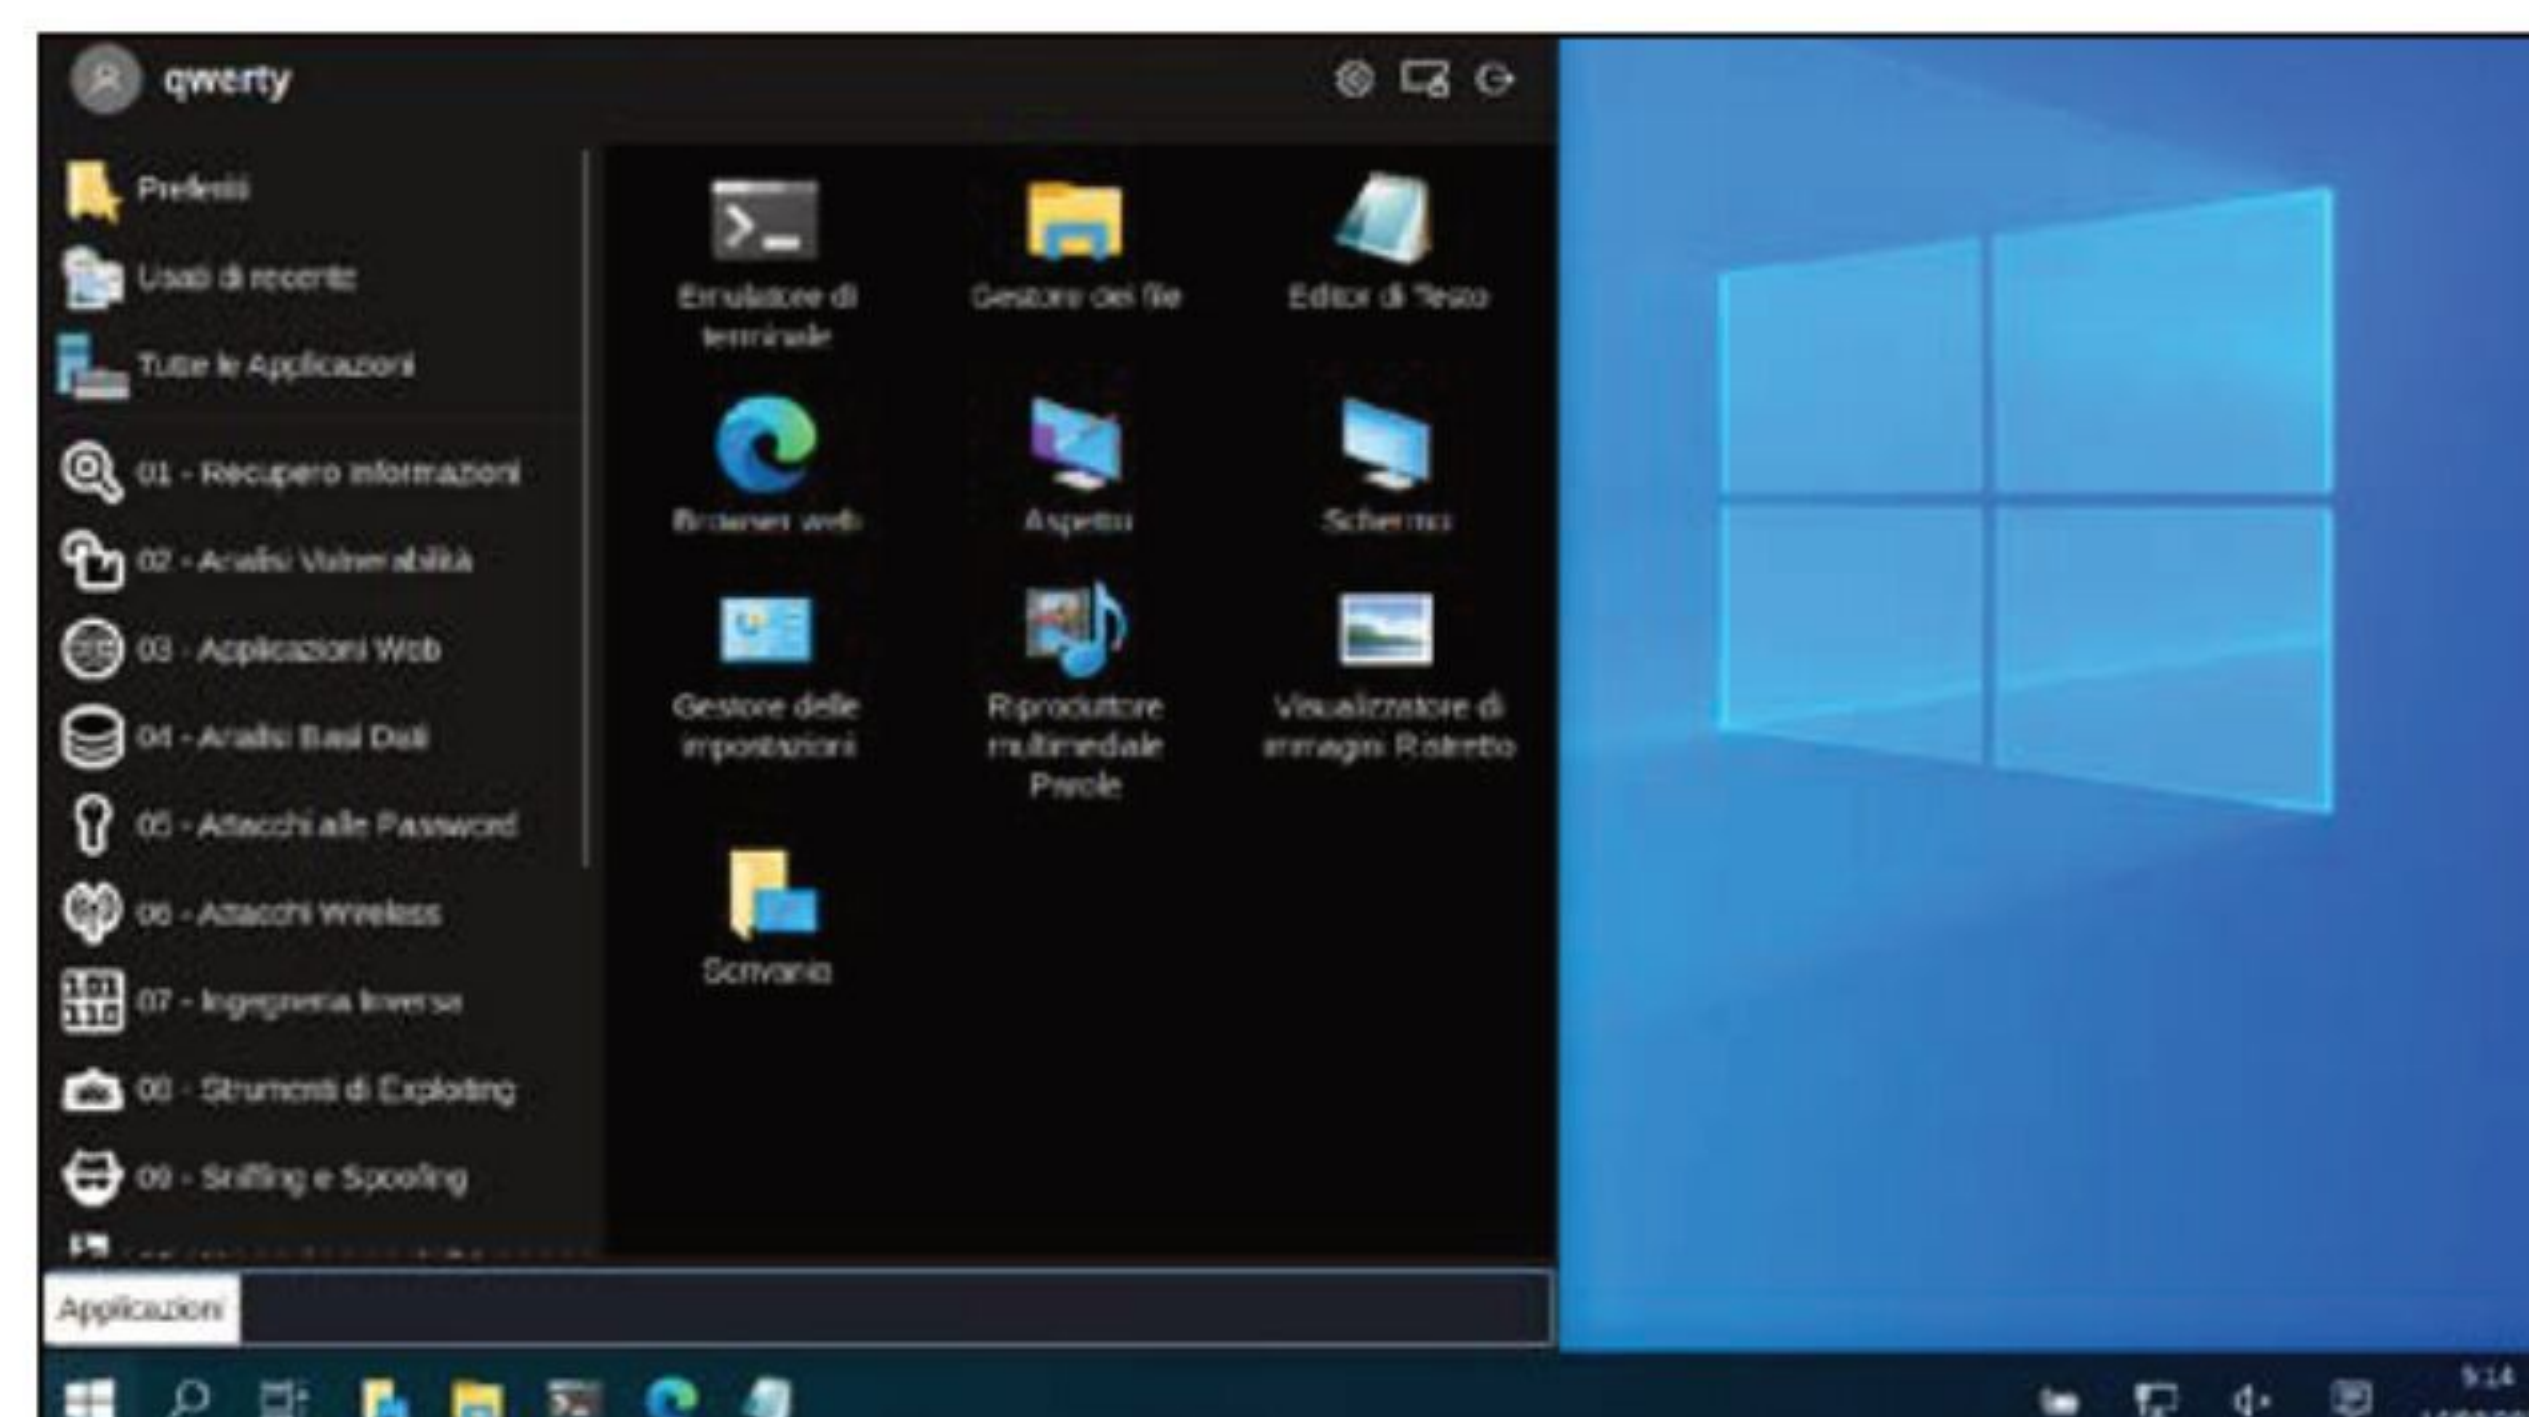 qwerty
Preferiti
Usati di recente
Tutte le Applicazioni
01 - Recupero Informazioni
02 - Analisi Vulnerabilità
03 - Applicazioni Web
04 - Analisi Basi Dati
05 - Attacchi alle Password
06 - Attacchi Wireless
07 - Ingegneria Inversa
08 - Strumenti di Exploiting
09 - Sniffing e Spoofing
Emulatore di
terminale
Gestore dei file
Editor di Testo
Browser web
Aspetto
Schermo
Gestore delle
impostazioni
Riproduttore
multimediale
Parole
Visualizzatore di
immagini Ristretto
Scrivania
Applicazioni
9:14